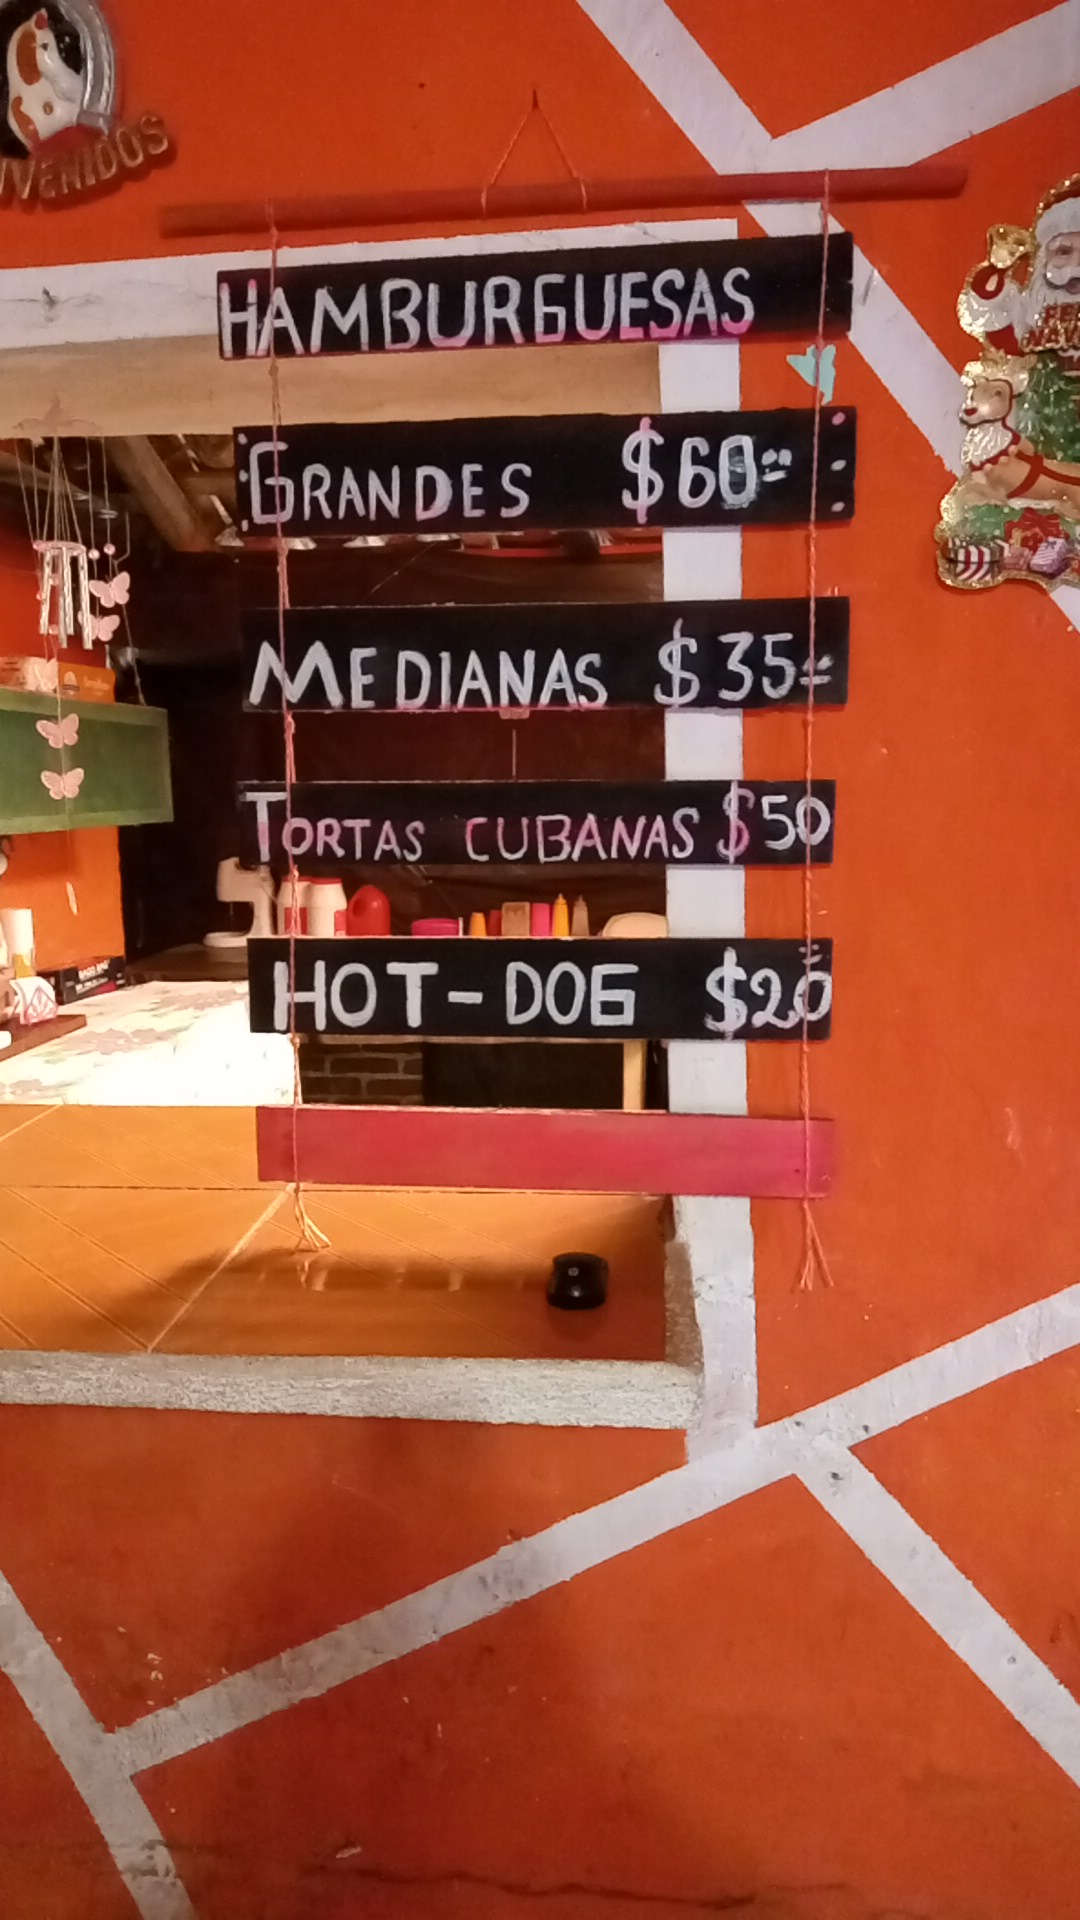 HAMBURGUESAS
GRANDES $60=
MEDIANAS $35=
TORTAS CUBANAS $50
HOT-DOG $20=